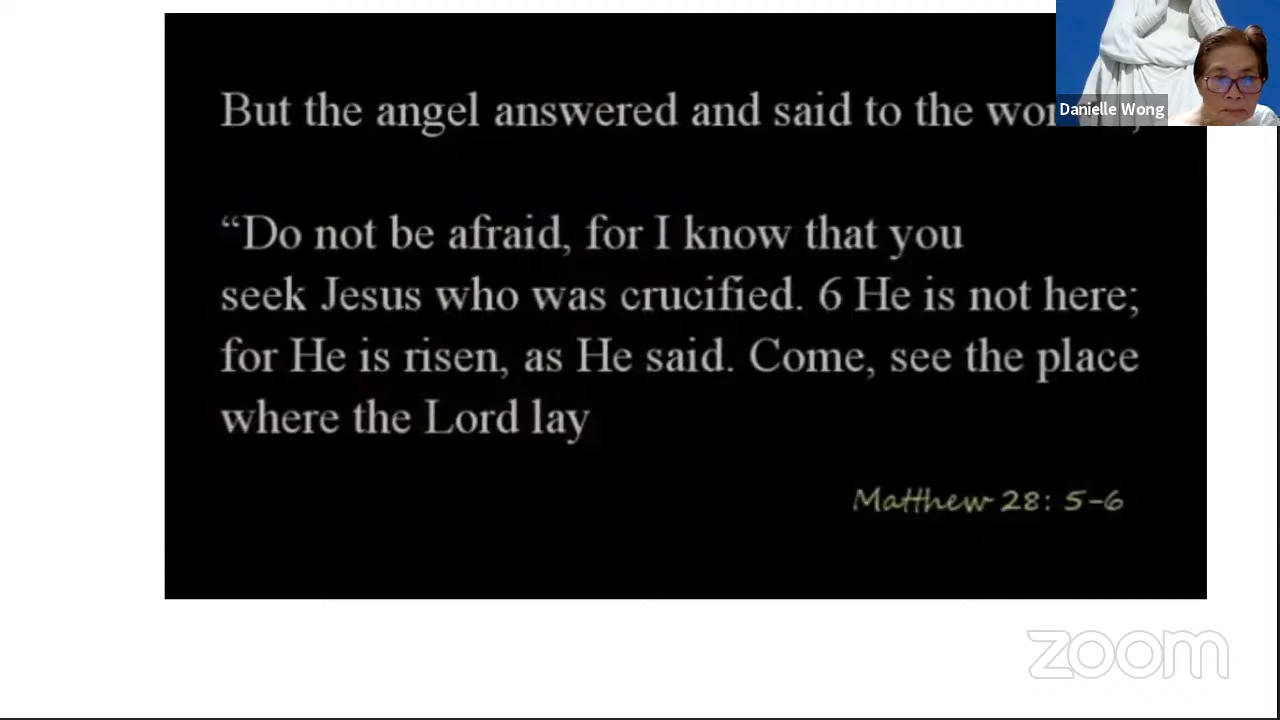 But the angel answered and said to the
Danielle Wong
“Do not be afraid, for I know that you
seek Jesus who was crucified. 6 He is not here;
for He is risen, as He said. Come, see the place
where the Lord lay
Matthew 28: 5-6
zoom